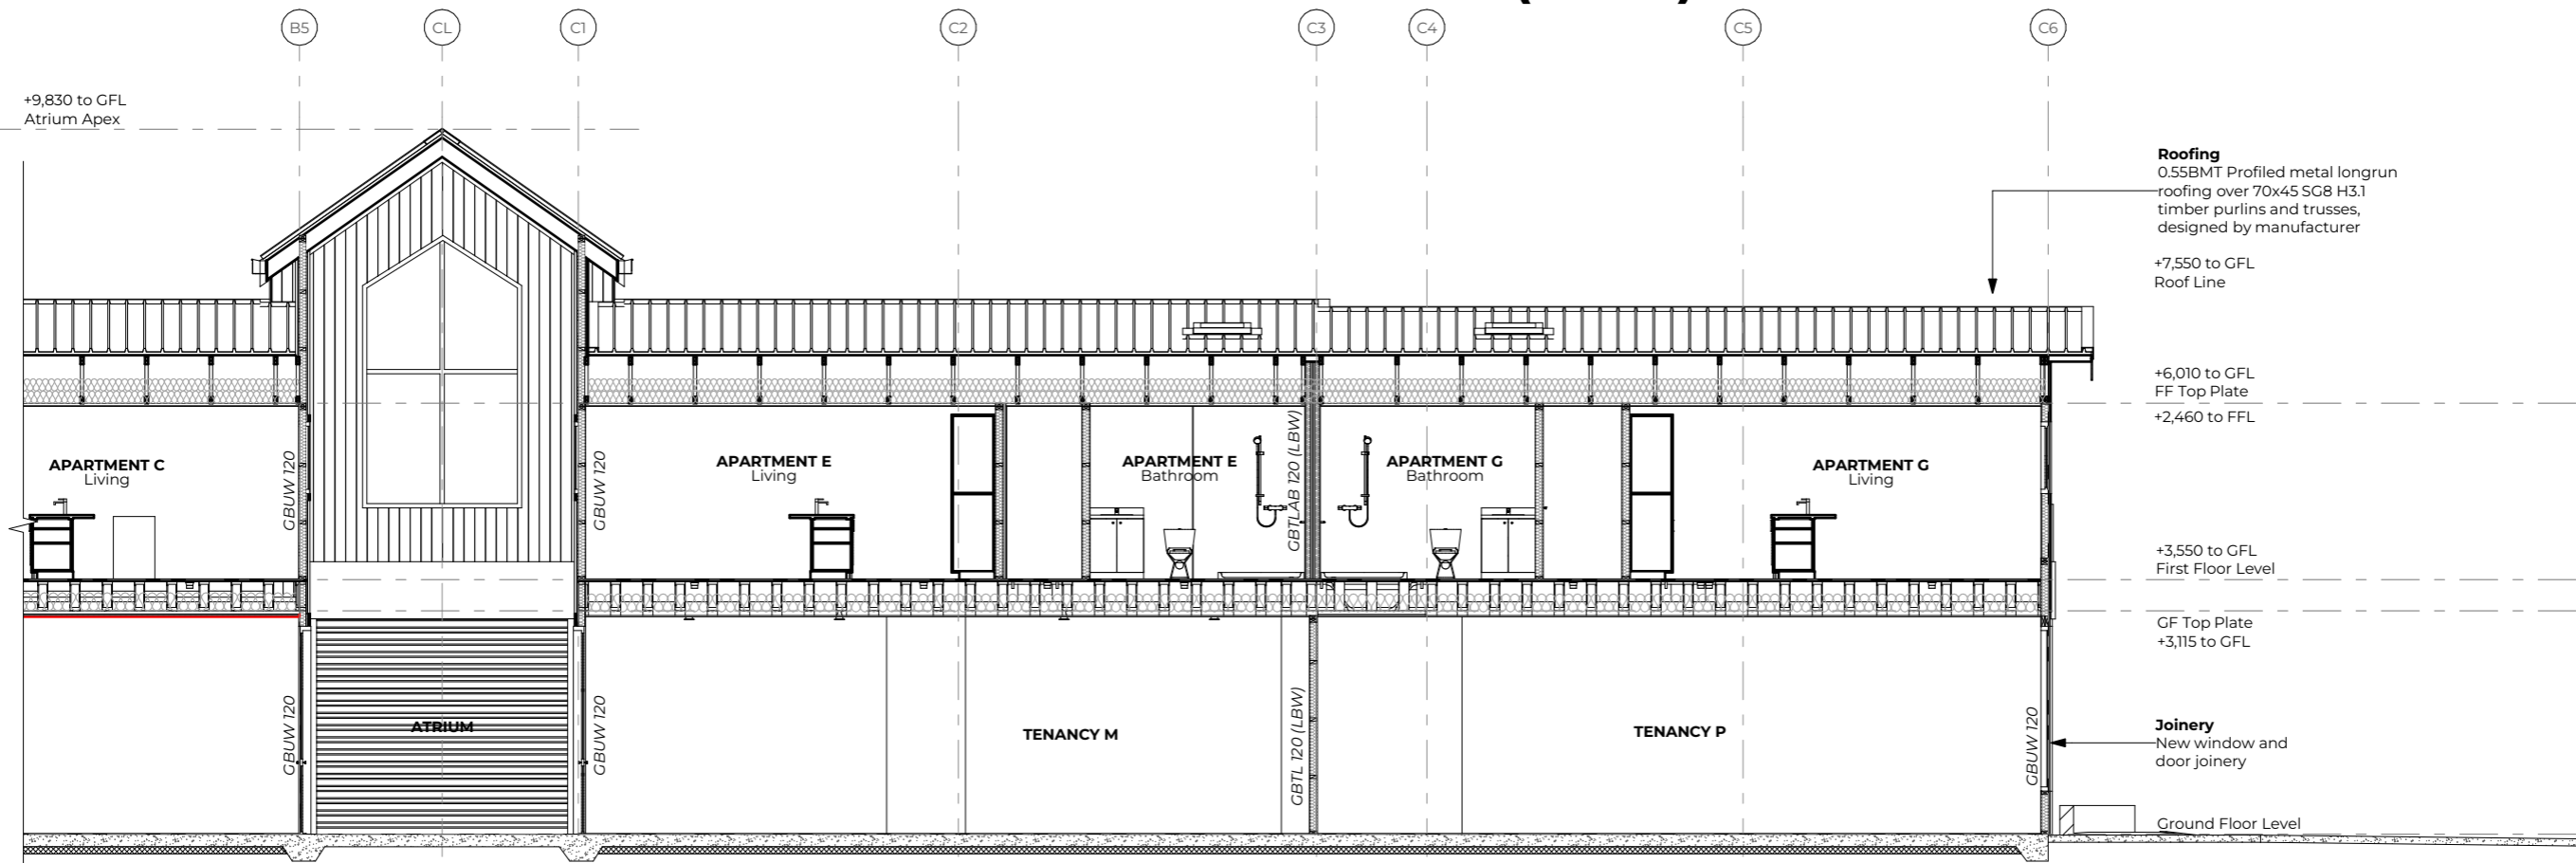 B5
CL
C1
C2
C3
C4
C5
C6
+9,830 to GFL
Atrium Apex
Roofing
0.55BMT Profiled metal longrun
roofing over 70x45 SG8 H3.1
timber purlins and trusses,
designed by manufacturer
+7,550 to GFL
Roof Line
+6,010 to GFL
FF Top Plate
+2,460 to FFL
APARTMENT C
Living
GBUW 120
GBUW 120
APARTMENT E
Living
APARTMENT E
Bathroom
GBTLAB 120 (LBW)
APARTMENT G
Bathroom
APARTMENT G
Living
+3,550 to GFL
First Floor Level
GF Top Plate
+3,115 to GFL
GBUW 120
ATRIUM
GBUW 120
TENANCY M
GBTL 120 (LBW)
TENANCY P
GBUW 120
Joinery
New window and
door joinery
Ground Floor Level